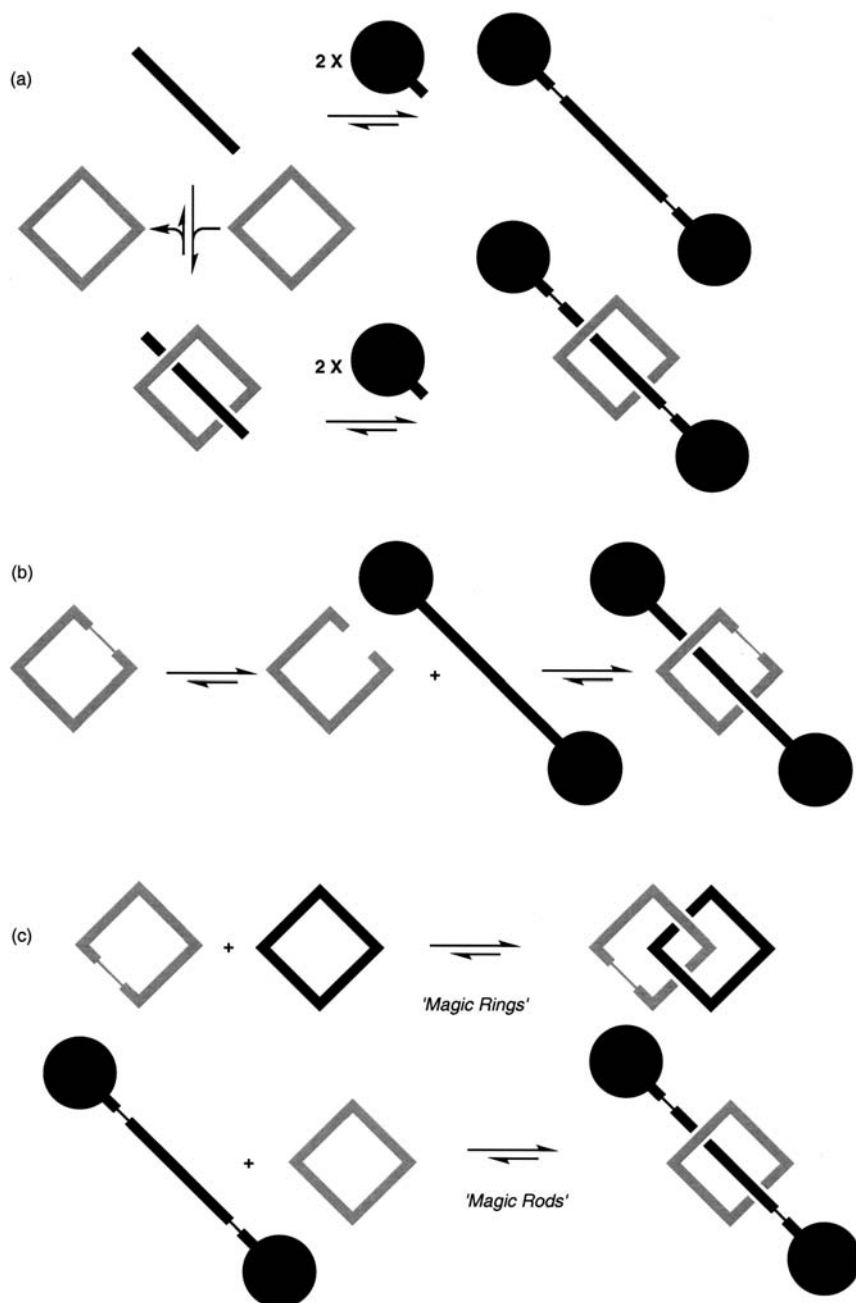 (a)
2 X
2 X
(b)
+
(c)
+
'Magic Rings'
+
'Magic Rods'